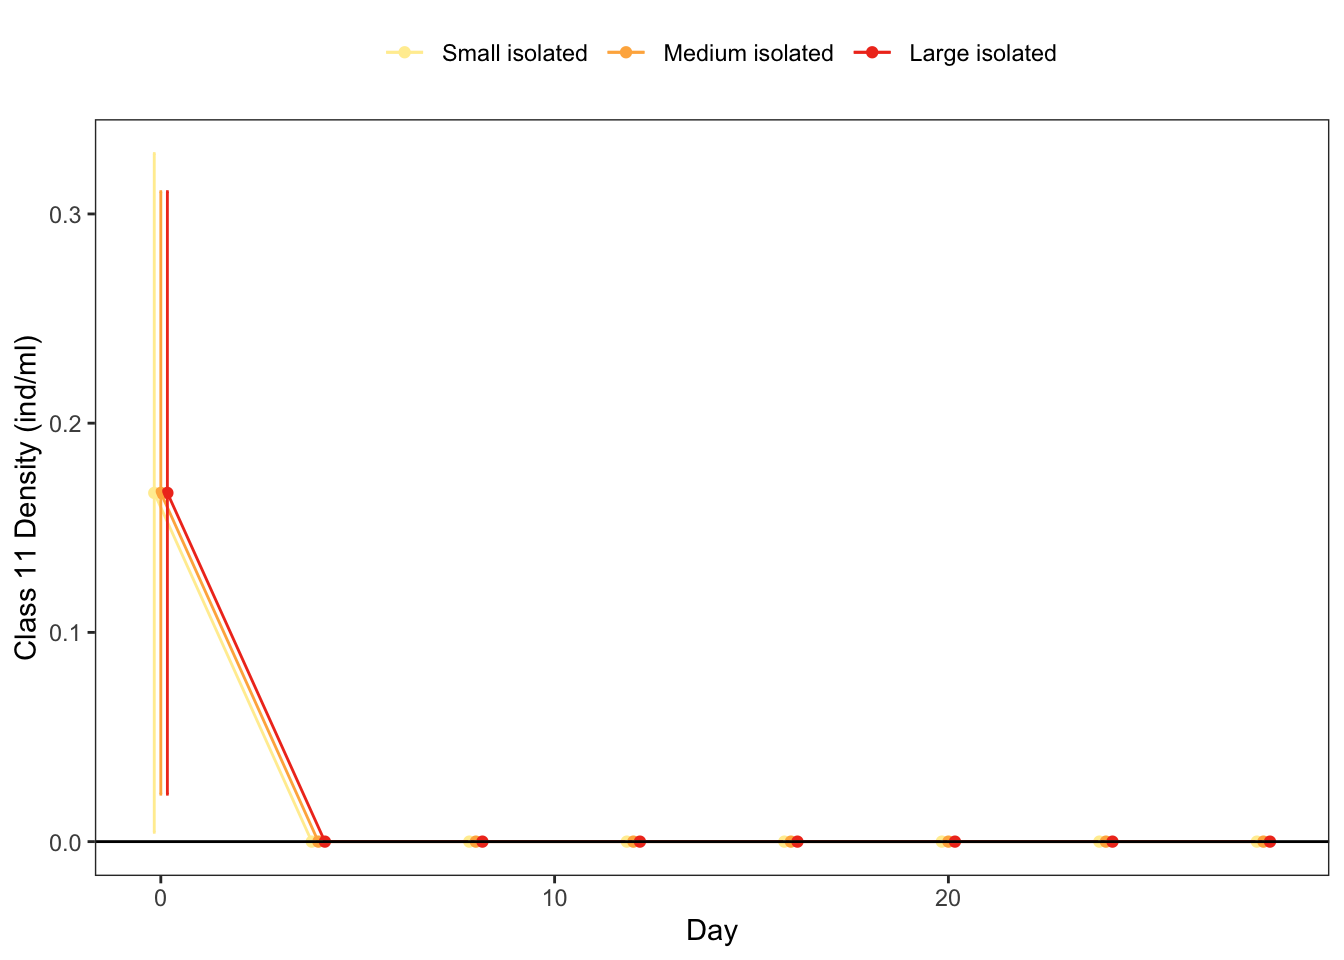 Small isolated Medium isolated Large isolated
Class 11 Density (ind/ml)
0.3
0.2
0.1
0.0
0 10 20
Day